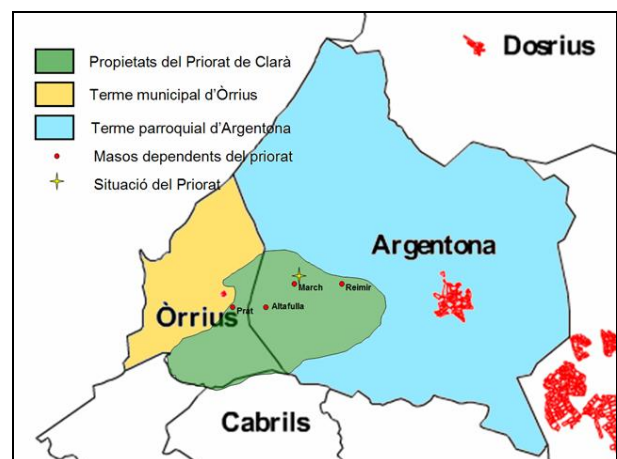 Dosrius
Propietats del Priorat de Clarà
Terme municipal d'Òrrius
Terme parroquial d'Argentona
Masos dependents del priorat
Situació del Priorat
Argentona
March
Reimir
Òrrius
Prat
Altafulla
Cabrils